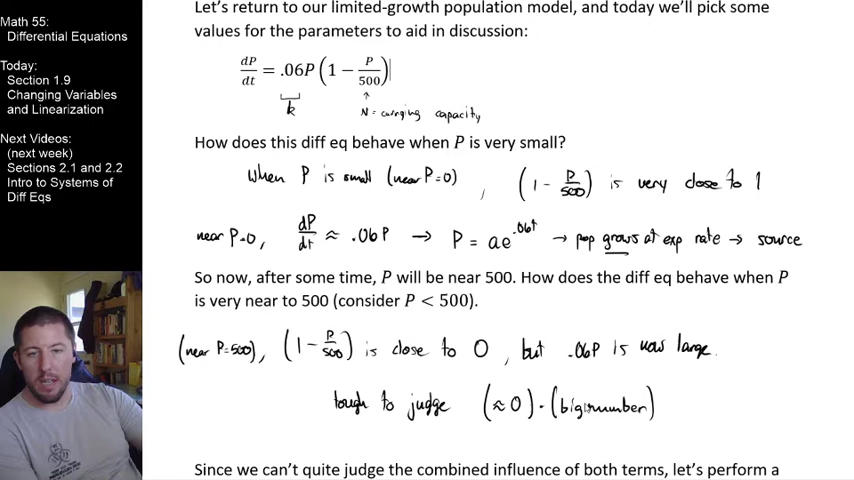 Math 55:
Differential Equations
Today:
Section 1.9
Changing Variables
and Linearization
Next Videos:
(next week)
Sections 2.1 and 2.2
Intro to Systems of
Diff Eqs
Let's return to our limited-growth population model, and today we'll pick some
values for the parameters to aid in discussion:
dP/dt = .06P (1 − P/500)
k
N = carrying capacity
How does this diff eq behave when P is very small?
When P is small (near P=0), (1 - P/500) is very close to 1
near P=0, dP/dt ≈ .06P → P = ae^.06t → pop grows at exp rate → source
So now, after some time, P will be near 500. How does the diff eq behave when P
is very near to 500 (consider P < 500).
(near P=500), (1 - P/500) is close to 0, but .06P is now large.
tough to judge (≈0)·(big number)
Since we can't quite judge the combined influence of both terms, let's perform a